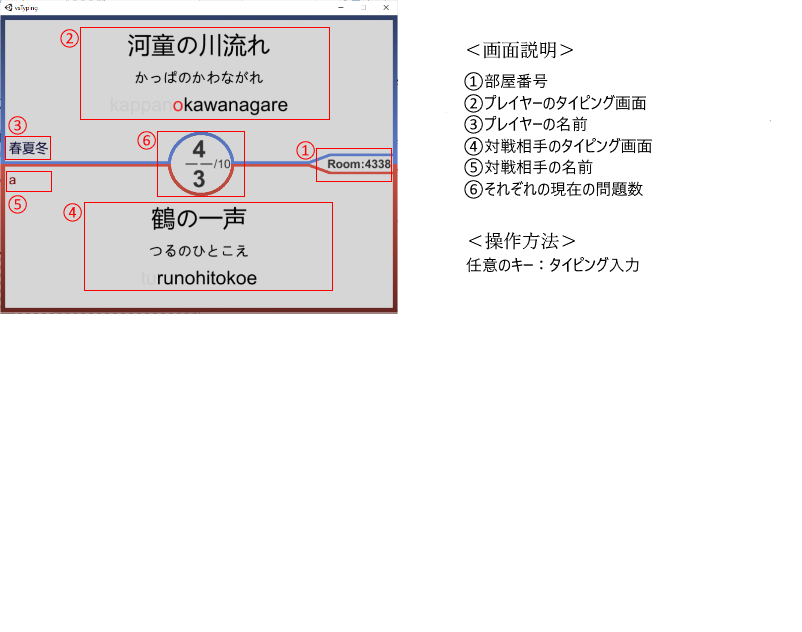 vsTyping
②
河童の川流れ
かっぱのかわながれ
kappanokawanagare
③
春夏冬
⑥
4
3
/10
①
Room:4338
a
⑤
④
鶴の一声
つるのひとこえ
turunohitokoe
＜画面説明＞
①部屋番号
②プレイヤーのタイピング画面
③プレイヤーの名前
④対戦相手のタイピング画面
⑤対戦相手の名前
⑥それぞれの現在の問題数
＜操作方法＞
任意のキー：タイピング入力